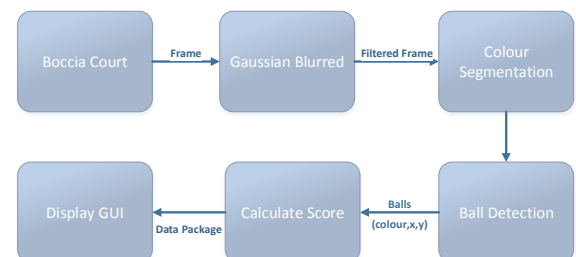 Boccia Court
Frame
Gaussian Blurred
Filtered Frame
Colour
Segmentation
Display GUI
Data Package
Calculate Score
Balls
(colour,x,y)
Ball Detection